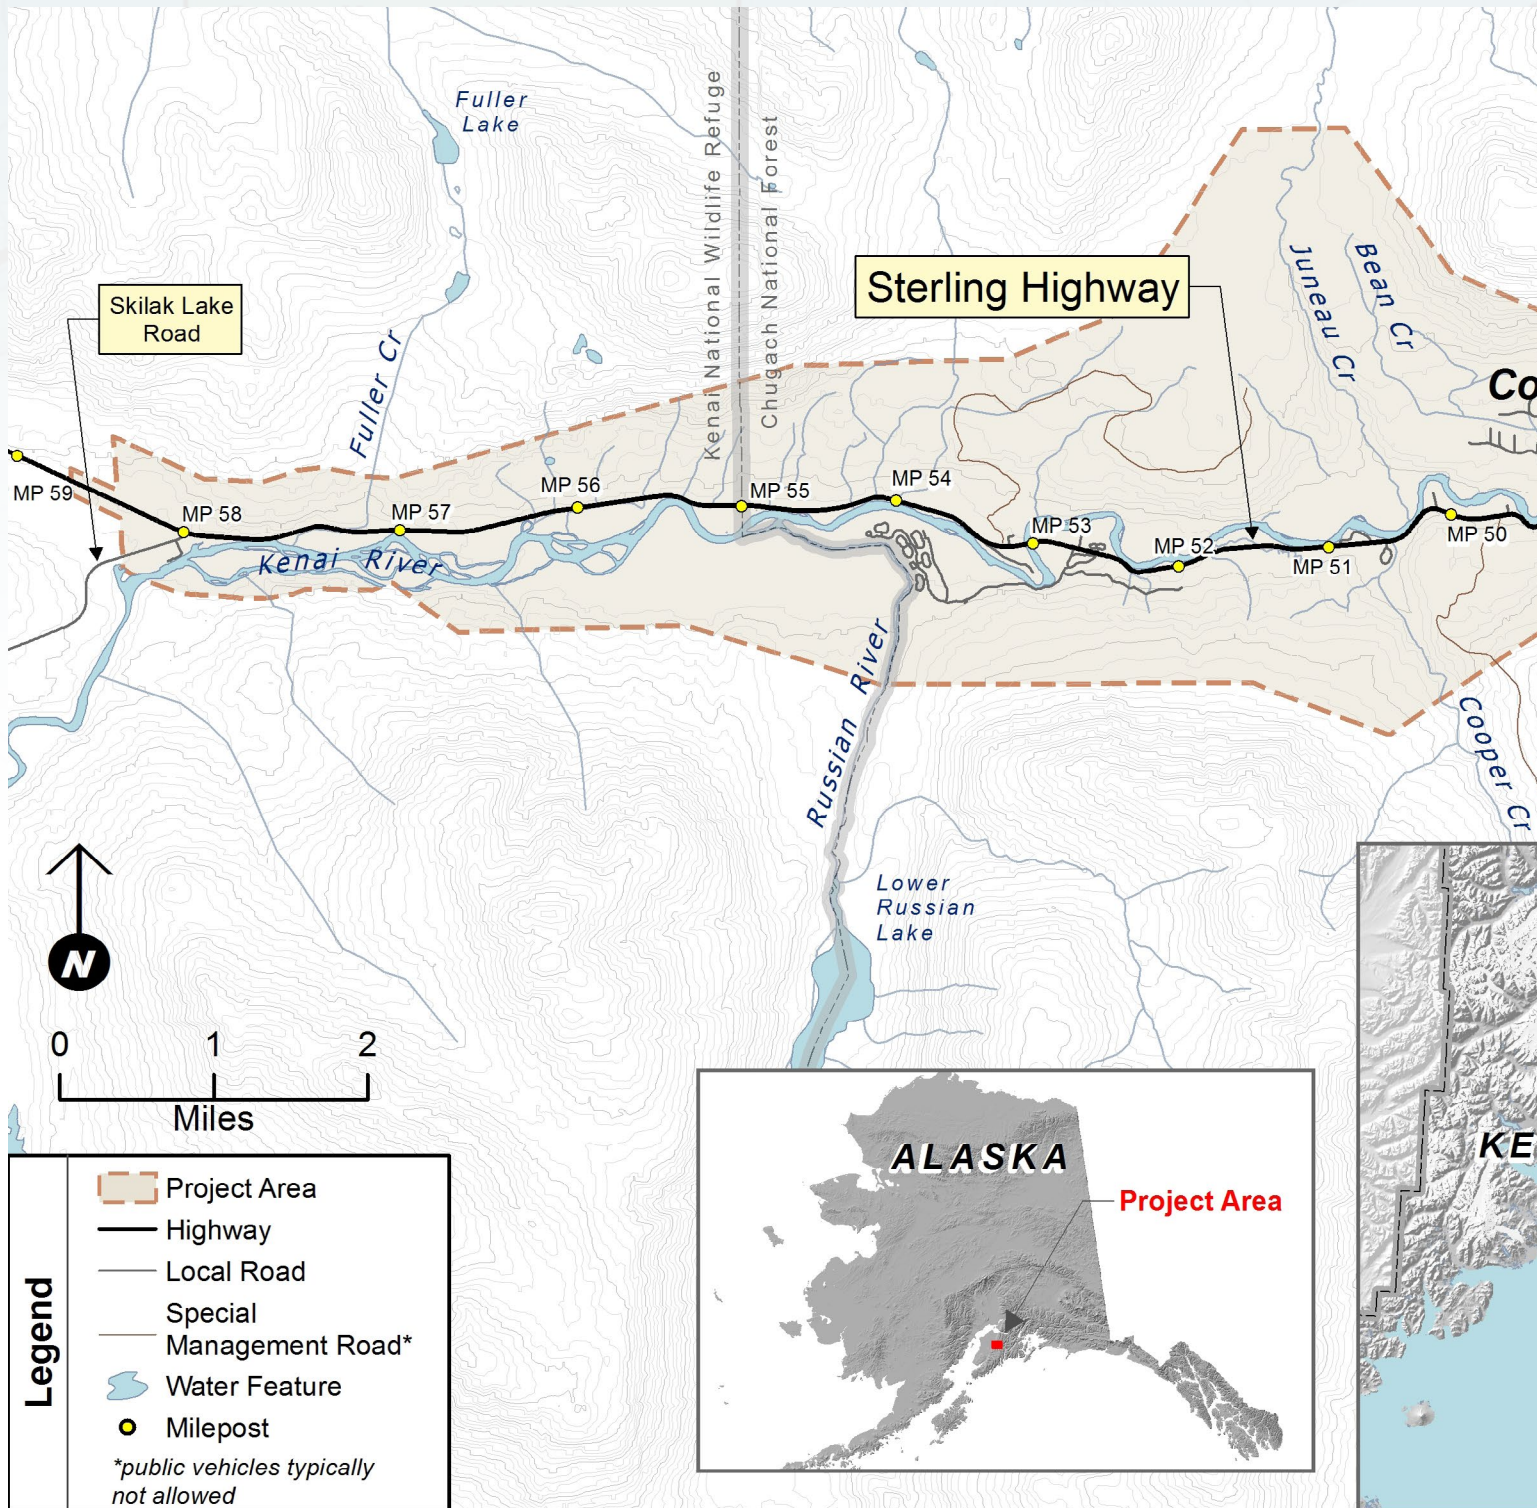 Fuller
Lake
Kenai National Wildlife Refuge
Chugach National Forest
Sterling Highway
Juneau Cr
Bean Cr
Skilak Lake
Road
Fuller Cr
Co
MP 59
MP 58
MP 57
MP 56
MP 55
MP 54
MP 53
MP 52
MP 51
MP 50
Kenai River
Russian River
Cooper Cr
Lower
Russian
Lake
N
0 1 2
Miles
ALASKA
Project Area
KE
Legend
Project Area
Highway
Local Road
Special
Management Road*
Water Feature
Milepost
*public vehicles typically
not allowed